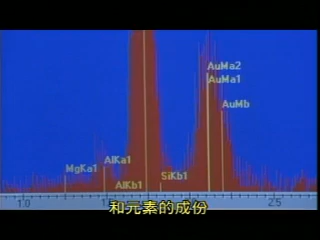 AuMa2
AuMa1
AuMb
AlKa1
MgKa1
SiKb1
AlKb1
1.0
2.5
和元素的成份